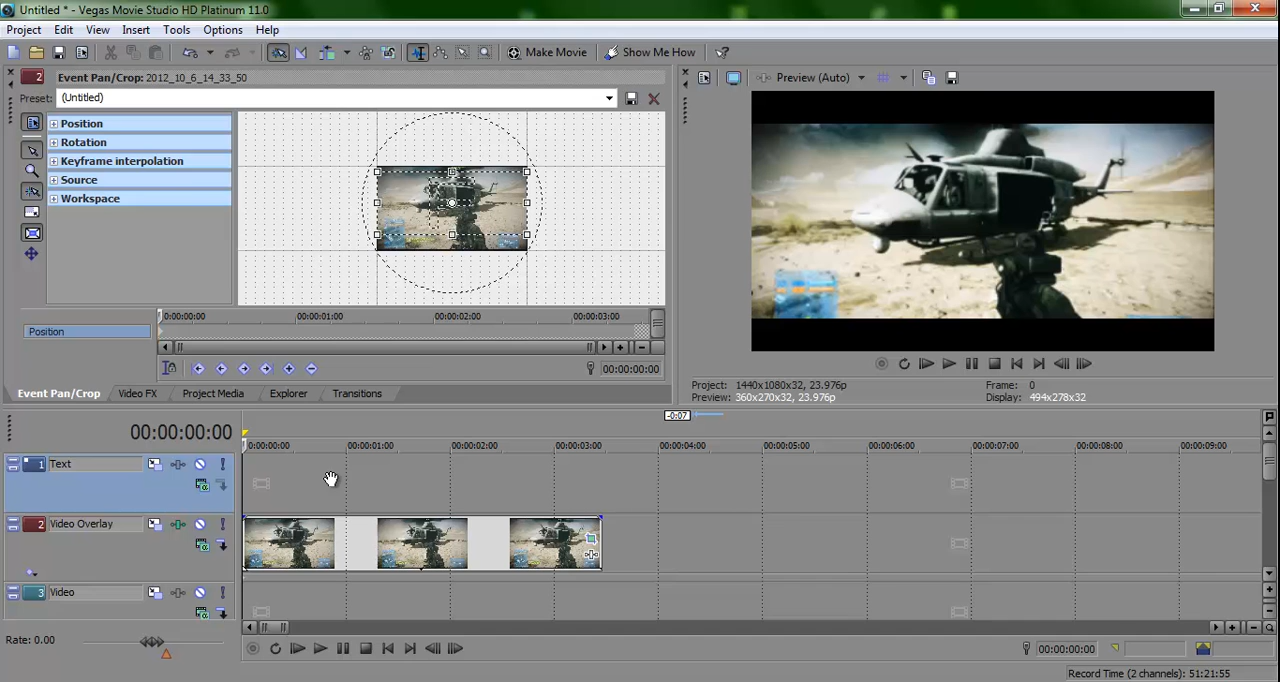 Untitled * - Vegas Movie Studio HD Platinum 11.0
Project Edit View Insert Tools Options Help
Make Movie Show Me How
2 Event Pan/Crop: 2012_10_6_14_33_50
Preset: (Untitled)
Preview (Auto)
Position
Rotation
Keyframe interpolation
Source
Workspace
0:00:00:00 00:00:01:00 00:00:02:00 00:00:03:00
Position
00:00:00:00
Event Pan/Crop Video FX Project Media Explorer Transitions
Project: 1440x1080x32, 23.976p Frame: 0
Preview: 360x270x32, 23.976p Display: 494x278x32
-0:07
00:00:00:00
0:00:00:00 00:00:01:00 00:00:02:00 00:00:03:00 00:00:04:00 00:00:05:00 00:00:06:00 00:00:07:00 00:00:08:00 00:00:09:00
1 Text
2 Video Overlay
3 Video
Rate: 0.00
00:00:00:00
Record Time (2 channels): 51:21:55